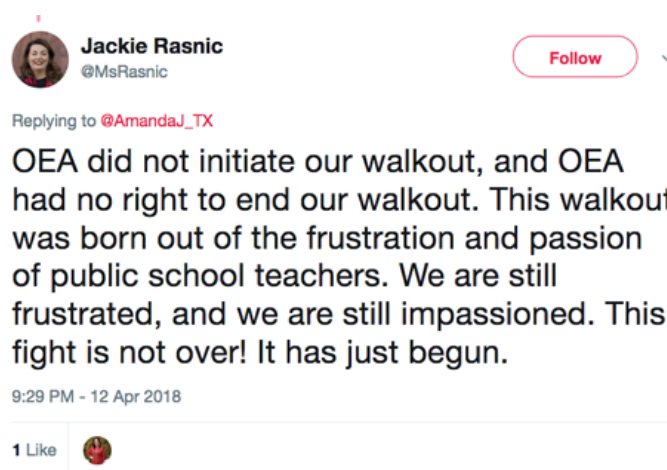 Jackie Rasnic
@MsRasnic
Follow
Replying to @AmandaJ_TX
OEA did not initiate our walkout, and OEA
had no right to end our walkout. This walkout
was born out of the frustration and passion
of public school teachers. We are still
frustrated, and we are still impassioned. This
fight is not over! It has just begun.
9:29 PM - 12 Apr 2018
1 Like